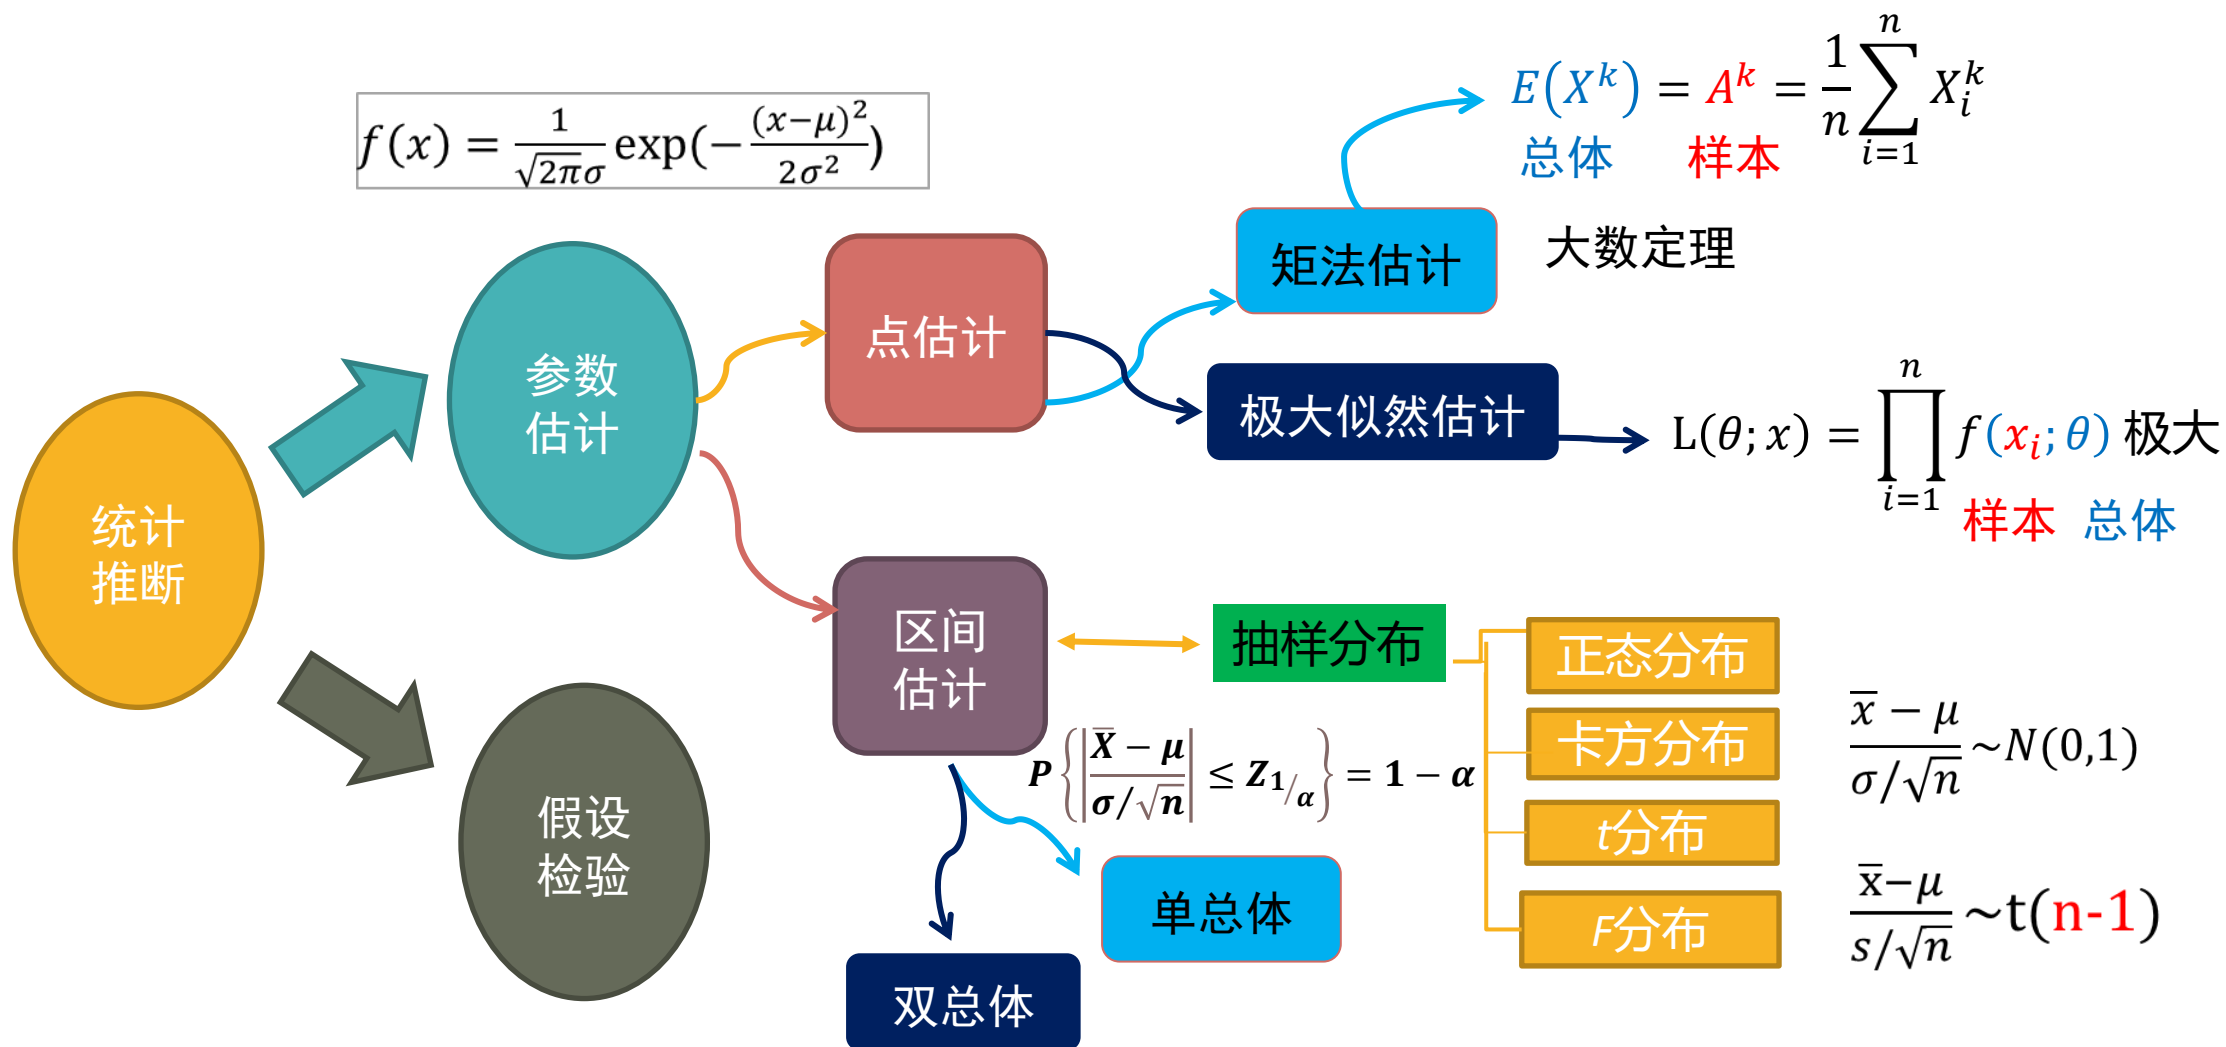 f(x) = 1/(√2π σ) exp(−(x−μ)²/(2σ²))
E(X^k) = A^k = 1/n ∑_{i=1}^{n} X_i^k
总体 样本
大数定理
矩法估计
点估计
参数
估计
极大似然估计
L(θ; x) = ∏_{i=1}^{n} f(x_i; θ) 极大
样本 总体
统计
推断
区间
估计
抽样分布
正态分布
卡方分布
t分布
F分布
P{|(X̄ − μ)/(σ/√n)| ≤ Z_{1/α}} = 1 − α
(x̄ − μ)/(σ/√n) ~N(0,1)
(x̄−μ)/(s/√n) ~t(n-1)
假设
检验
单总体
双总体